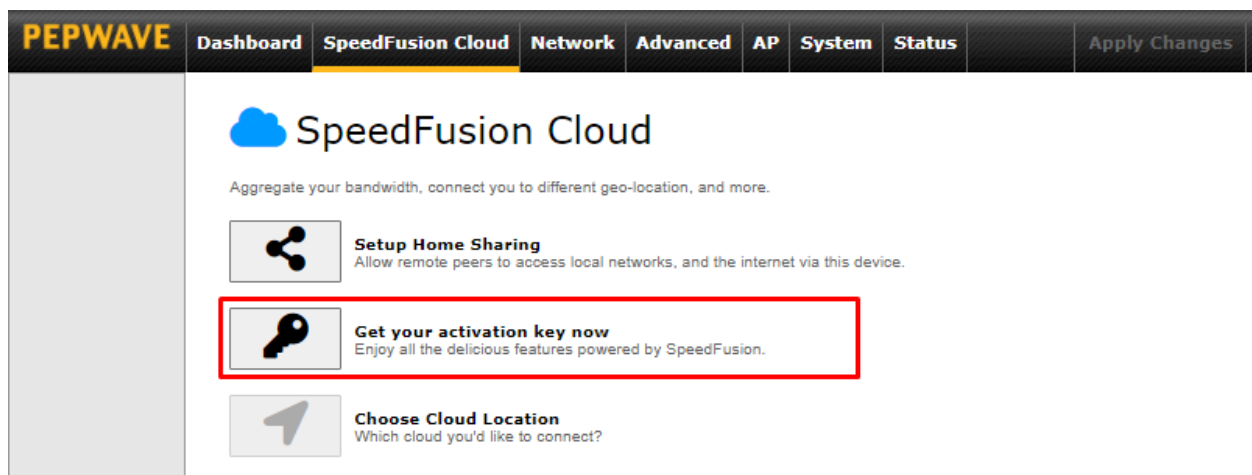 PEPWAVE Dashboard SpeedFusion Cloud Network Advanced AP System Status Apply Changes
SpeedFusion Cloud
Aggregate your bandwidth, connect you to different geo-location, and more.
Setup Home Sharing
Allow remote peers to access local networks, and the internet via this device.
Get your activation key now
Enjoy all the delicious features powered by SpeedFusion.
Choose Cloud Location
Which cloud you'd like to connect?